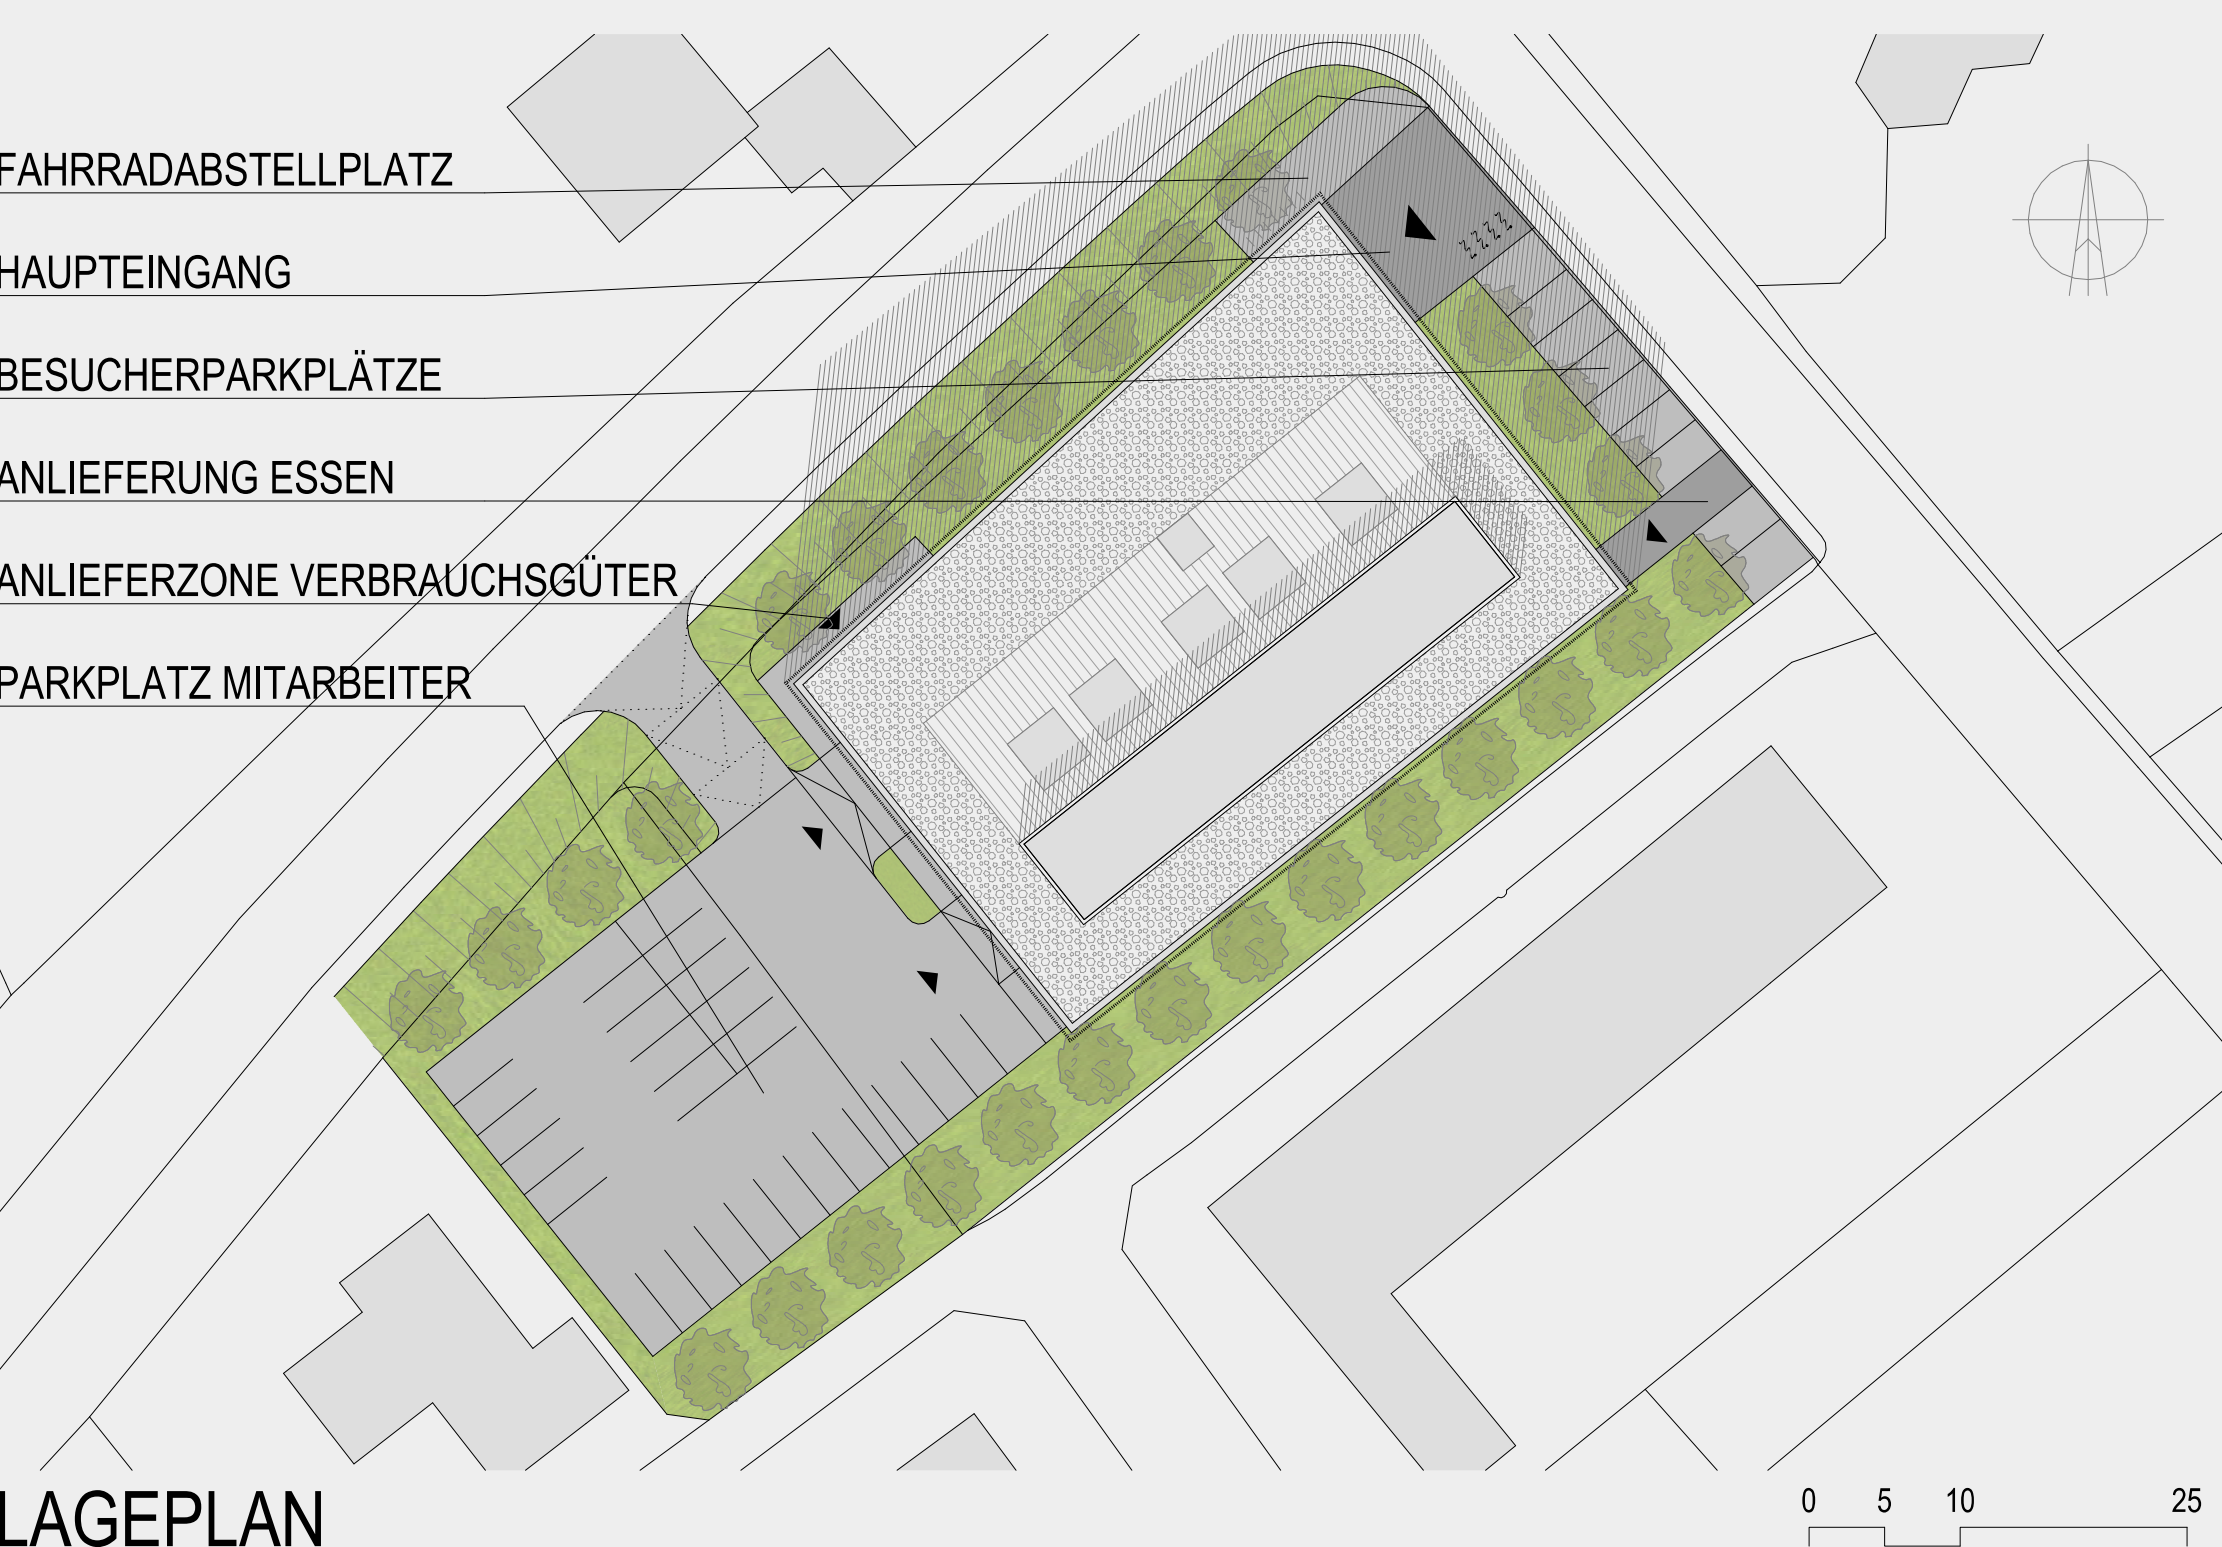 FAHRRADABSTELLPLATZ
HAUPTEINGANG
BESUCHERPARKPLÄTZE
ANLIEFERUNG ESSEN
ANLIEFERZONE VERBRAUCHSGÜTER
PARKPLATZ MITARBEITER
LAGEPLAN
0 5 10 25